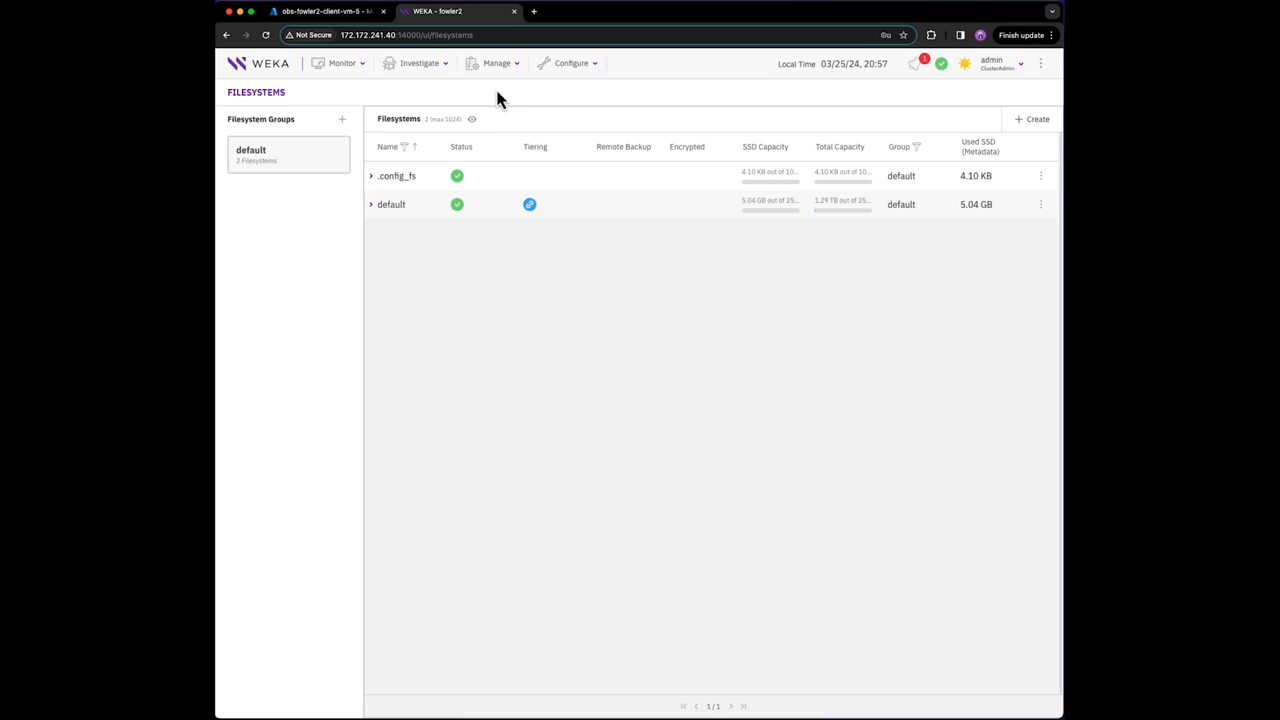 obs-fowler2-client-vm-5 - M
WEKA - fowler2
Not Secure
172.172.241.40:14000/ui/filesystems
Finish update
WEKA
Monitor
Investigate
Manage
Configure
Local Time 03/25/24, 20:57
1
admin
ClusterAdmin
FILESYSTEMS
Filesystem Groups
default
2 Filesystems
Filesystems 2 (max 1024)
Create
Name
Status
Tiering
Remote Backup
Encrypted
SSD Capacity
Total Capacity
Group
Used SSD
(Metadata)
.config_fs
4.10 KB out of 10...
4.10 KB out of 10...
default
4.10 KB
default
5.04 GB out of 25...
1.29 TB out of 25...
default
5.04 GB
1 / 1